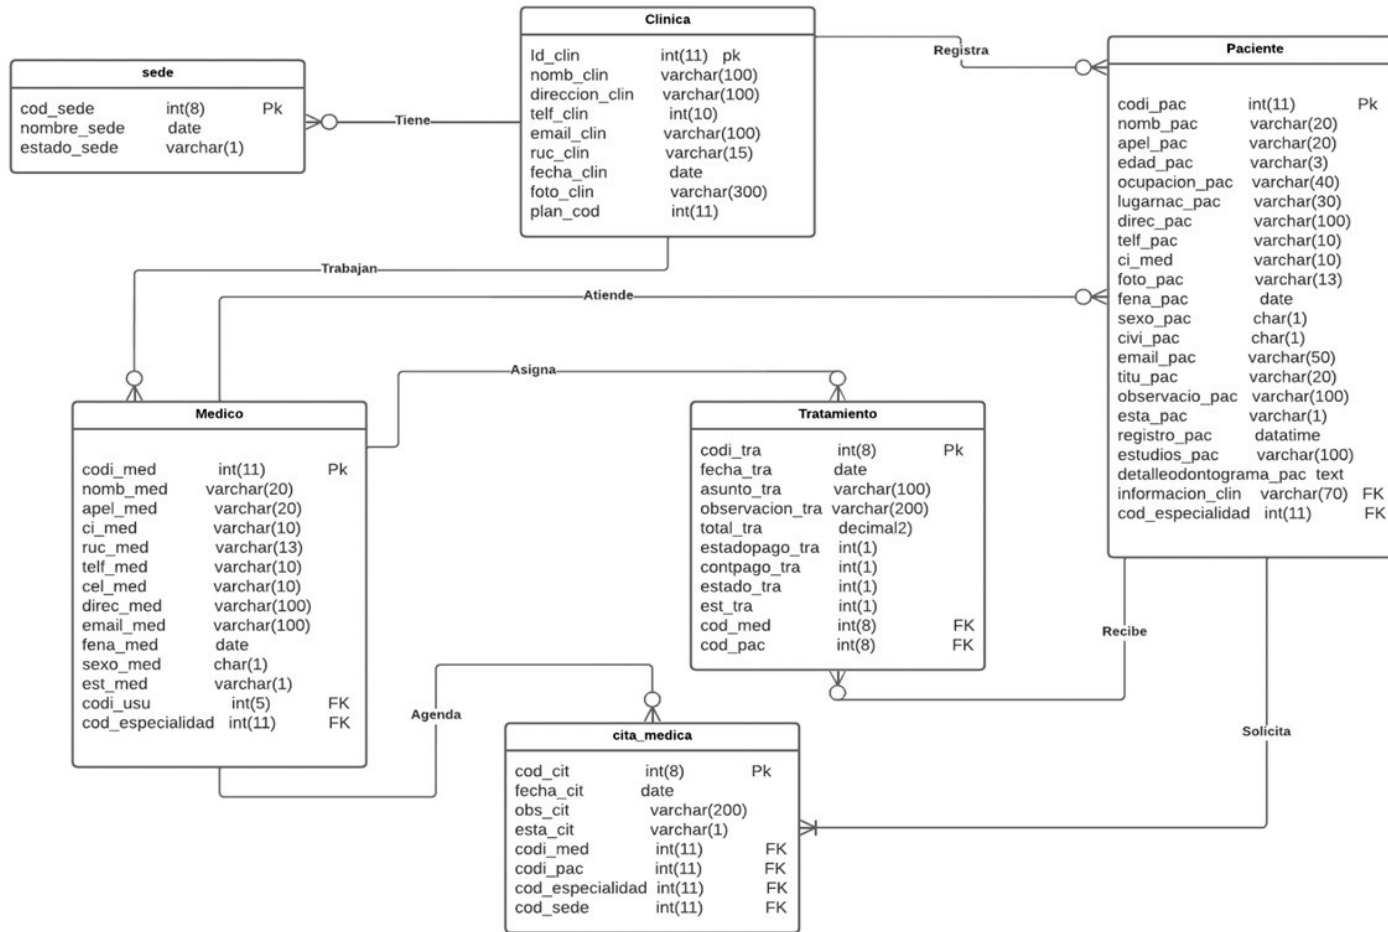 Clinica
Id_clin int(11) pk
nomb_clin varchar(100)
direccion_clin varchar(100)
telf_clin int(10)
email_clin varchar(100)
ruc_clin varchar(15)
fecha_clin date
foto_clin varchar(300)
plan_cod int(11)
sede
cod_sede int(8) Pk
nombre_sede date
estado_sede varchar(1)
Tiene
Registra
Paciente
codi_pac int(11) Pk
nomb_pac varchar(20)
apel_pac varchar(20)
edad_pac varchar(3)
ocupacion_pac varchar(40)
lugarnac_pac varchar(30)
direc_pac varchar(100)
telf_pac varchar(10)
ci_med varchar(10)
foto_pac varchar(13)
fena_pac date
sexo_pac char(1)
civi_pac char(1)
email_pac varchar(50)
titu_pac varchar(20)
observacio_pac varchar(100)
esta_pac varchar(1)
registro_pac datatime
estudios_pac varchar(100)
detalleodontograma_pac text
informacion_clin varchar(70) FK
cod_especialidad int(11) FK
Trabajan
Atiende
Asigna
Medico
codi_med int(11) Pk
nomb_med varchar(20)
apel_med varchar(20)
ci_med varchar(10)
ruc_med varchar(13)
telf_med varchar(10)
cel_med varchar(10)
direc_med varchar(100)
email_med varchar(100)
fena_med date
sexo_med char(1)
est_med varchar(1)
codi_usu int(5) FK
cod_especialidad int(11) FK
Tratamiento
codi_tra int(8) Pk
fecha_tra date
asunto_tra varchar(100)
observacion_tra varchar(200)
total_tra decimal2)
estadopago_tra int(1)
contpago_tra int(1)
estado_tra int(1)
est_tra int(1)
cod_med int(8) FK
cod_pac int(8) FK
Recibe
Agenda
Solicita
cita_medica
cod_cit int(8) Pk
fecha_cit date
obs_cit varchar(200)
esta_cit varchar(1)
codi_med int(11) FK
codi_pac int(11) FK
cod_especialidad int(11) FK
cod_sede int(11) FK